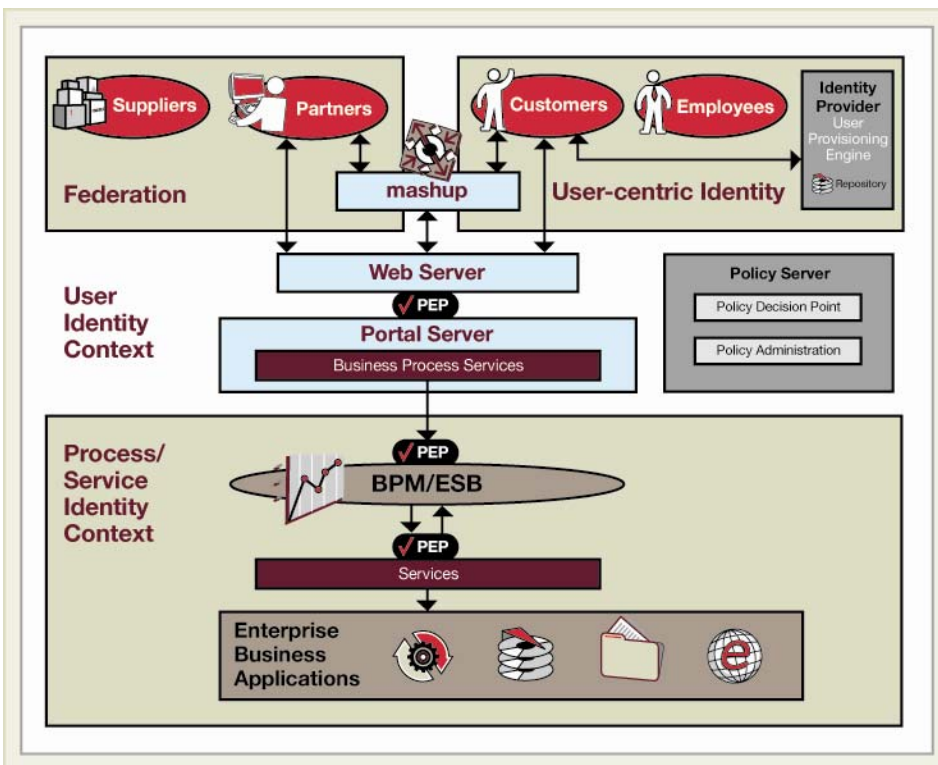 Suppliers
Partners
Federation
mashup
Customers
Employees
User-centric Identity
Identity
Provider
User
Provisioning
Engine
Repository
Web Server
PEP
Portal Server
Business Process Services
User
Identity
Context
Policy Server
Policy Decision Point
Policy Administration
Process/
Service
Identity
Context
PEP
BPM/ESB
PEP
Services
Enterprise
Business
Applications
e